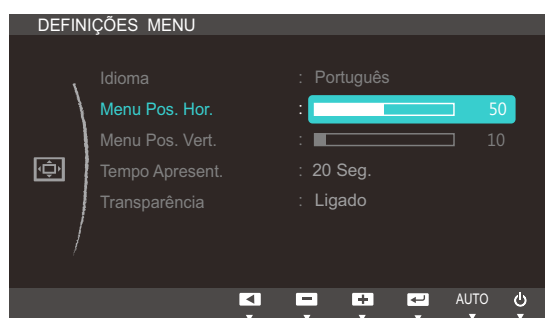 DEFINIÇÕES MENU
Idioma : Português
Menu Pos. Hor. : 50
Menu Pos. Vert. : 10
Tempo Apresent. : 20 Seg.
Transparência : Ligado
AUTO